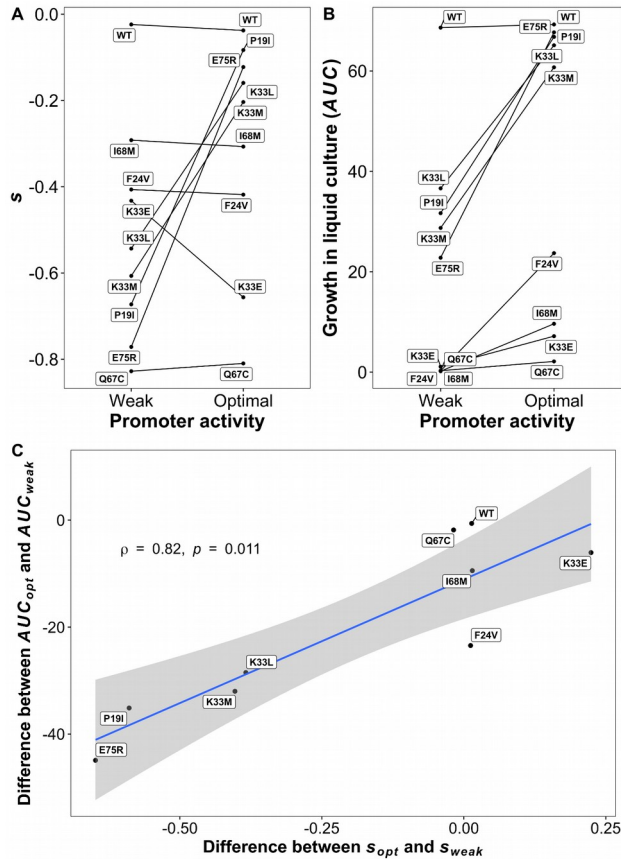 A
0.0
-0.2
-0.4
-0.6
-0.8
s
WT
WT
P19I
E75R
K33L
K33M
I68M
I68M
F24V
F24V
K33E
K33L
K33M
K33E
P19I
E75R
Q67C
Q67C
Weak
Optimal
Promoter activity
B
60
40
20
0
Growth in liquid culture (AUC)
WT
WT
E75R
P19I
K33L
K33M
K33L
P19I
K33M
E75R
F24V
I68M
K33E
Q67C
K33E
Q67C
F24V
I68M
Weak
Optimal
Promoter activity
C
0
-20
-40
Difference between AUCopt and AUCweak
ρ = 0.82, p = 0.011
WT
Q67C
I68M
K33E
F24V
K33L
K33M
P19I
E75R
-0.50
-0.25
0.00
0.25
Difference between sopt and sweak